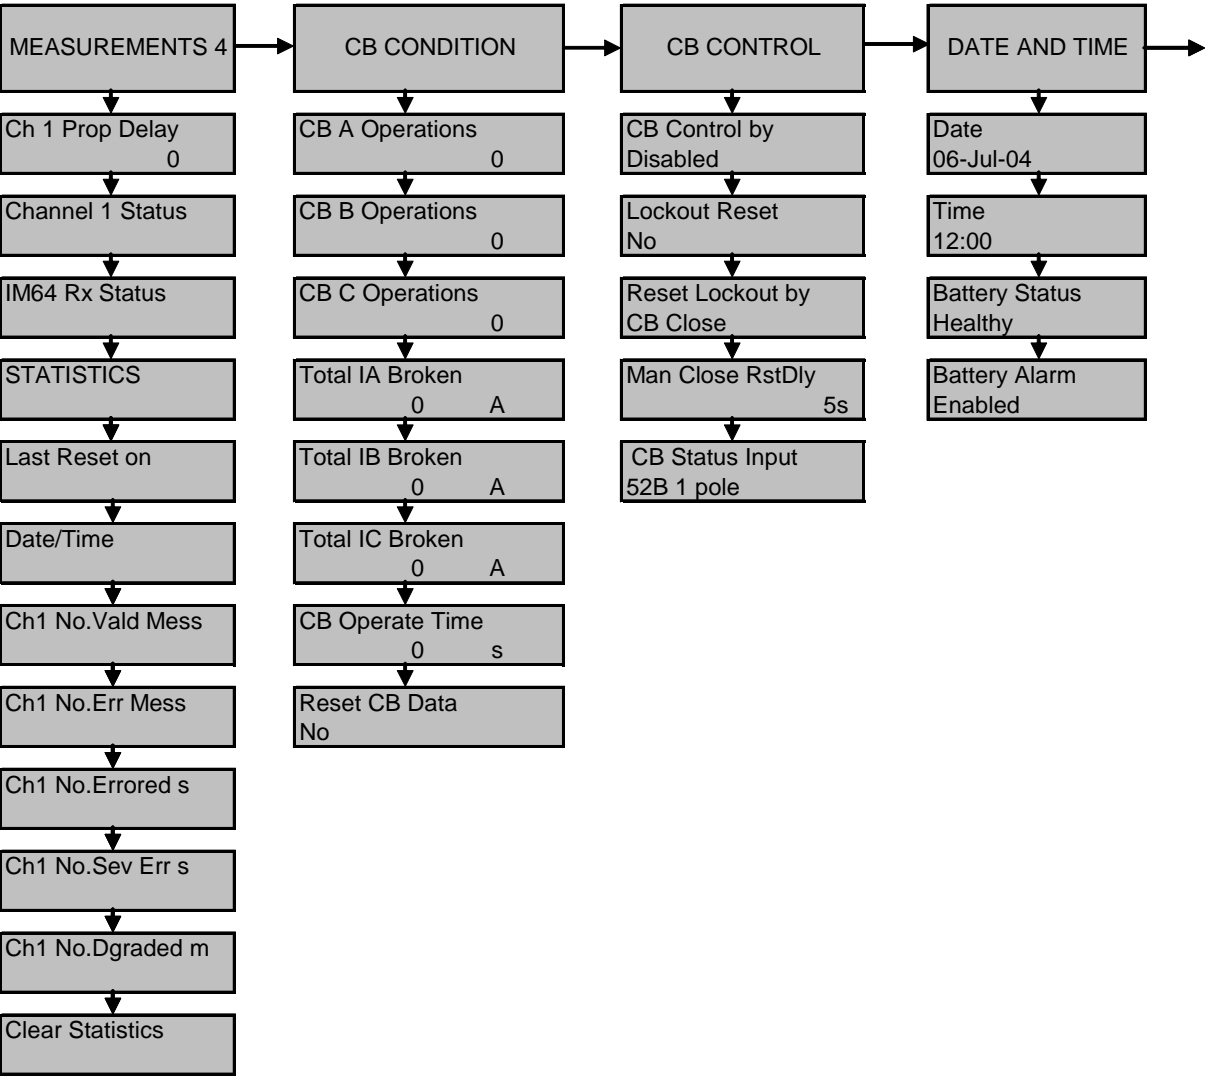 MEASUREMENTS 4
Ch 1 Prop Delay
0
Channel 1 Status
IM64 Rx Status
STATISTICS
Last Reset on
Date/Time
Ch1 No.Vald Mess
Ch1 No.Err Mess
Ch1 No.Errored s
Ch1 No.Sev Err s
Ch1 No.Dgraded m
Clear Statistics
CB CONDITION
CB A Operations
0
CB B Operations
0
CB C Operations
0
Total IA Broken
0 A
Total IB Broken
0 A
Total IC Broken
0 A
CB Operate Time
0 s
Reset CB Data
No
CB CONTROL
CB Control by
Disabled
Lockout Reset
No
Reset Lockout by
CB Close
Man Close RstDly
5s
CB Status Input
52B 1 pole
DATE AND TIME
Date
06-Jul-04
Time
12:00
Battery Status
Healthy
Battery Alarm
Enabled